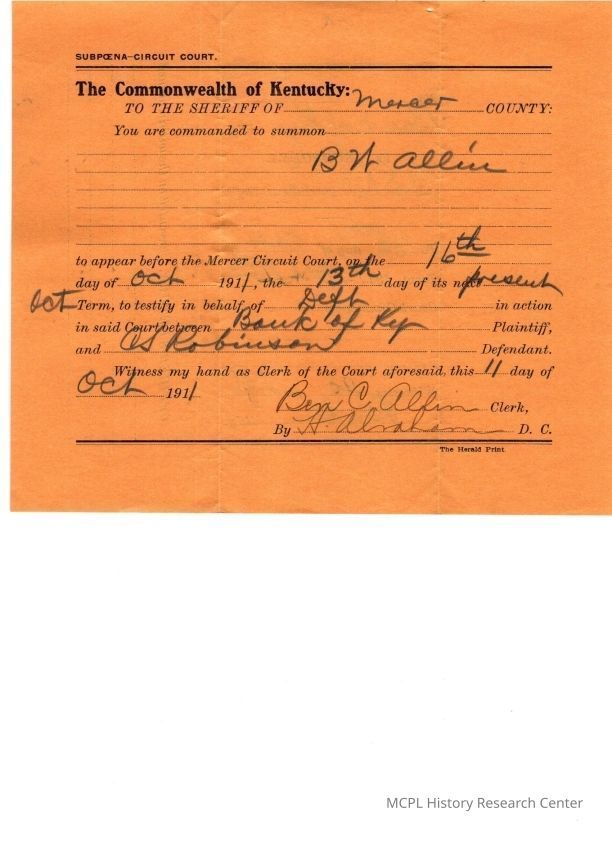 SUBPŒNA—CIRCUIT COURT.
The Commonwealth of Kentucky:
TO THE SHERIFF OF Mercer COUNTY:
You are commanded to summon
B W Allin
to appear before the Mercer Circuit Court, on the 16th
day of Oct 1911, the 13th day of its present
Oct Term, to testify in behalf of Deft in action
in said Court between Bank of Ky Plaintiff,
and Robinson Defendant.
Witness my hand as Clerk of the Court aforesaid, this 11 day of
Oct 1911
Ben C. Allin Clerk,
By H. Abraham D. C.
The Herald Print.
MCPL History Research Center